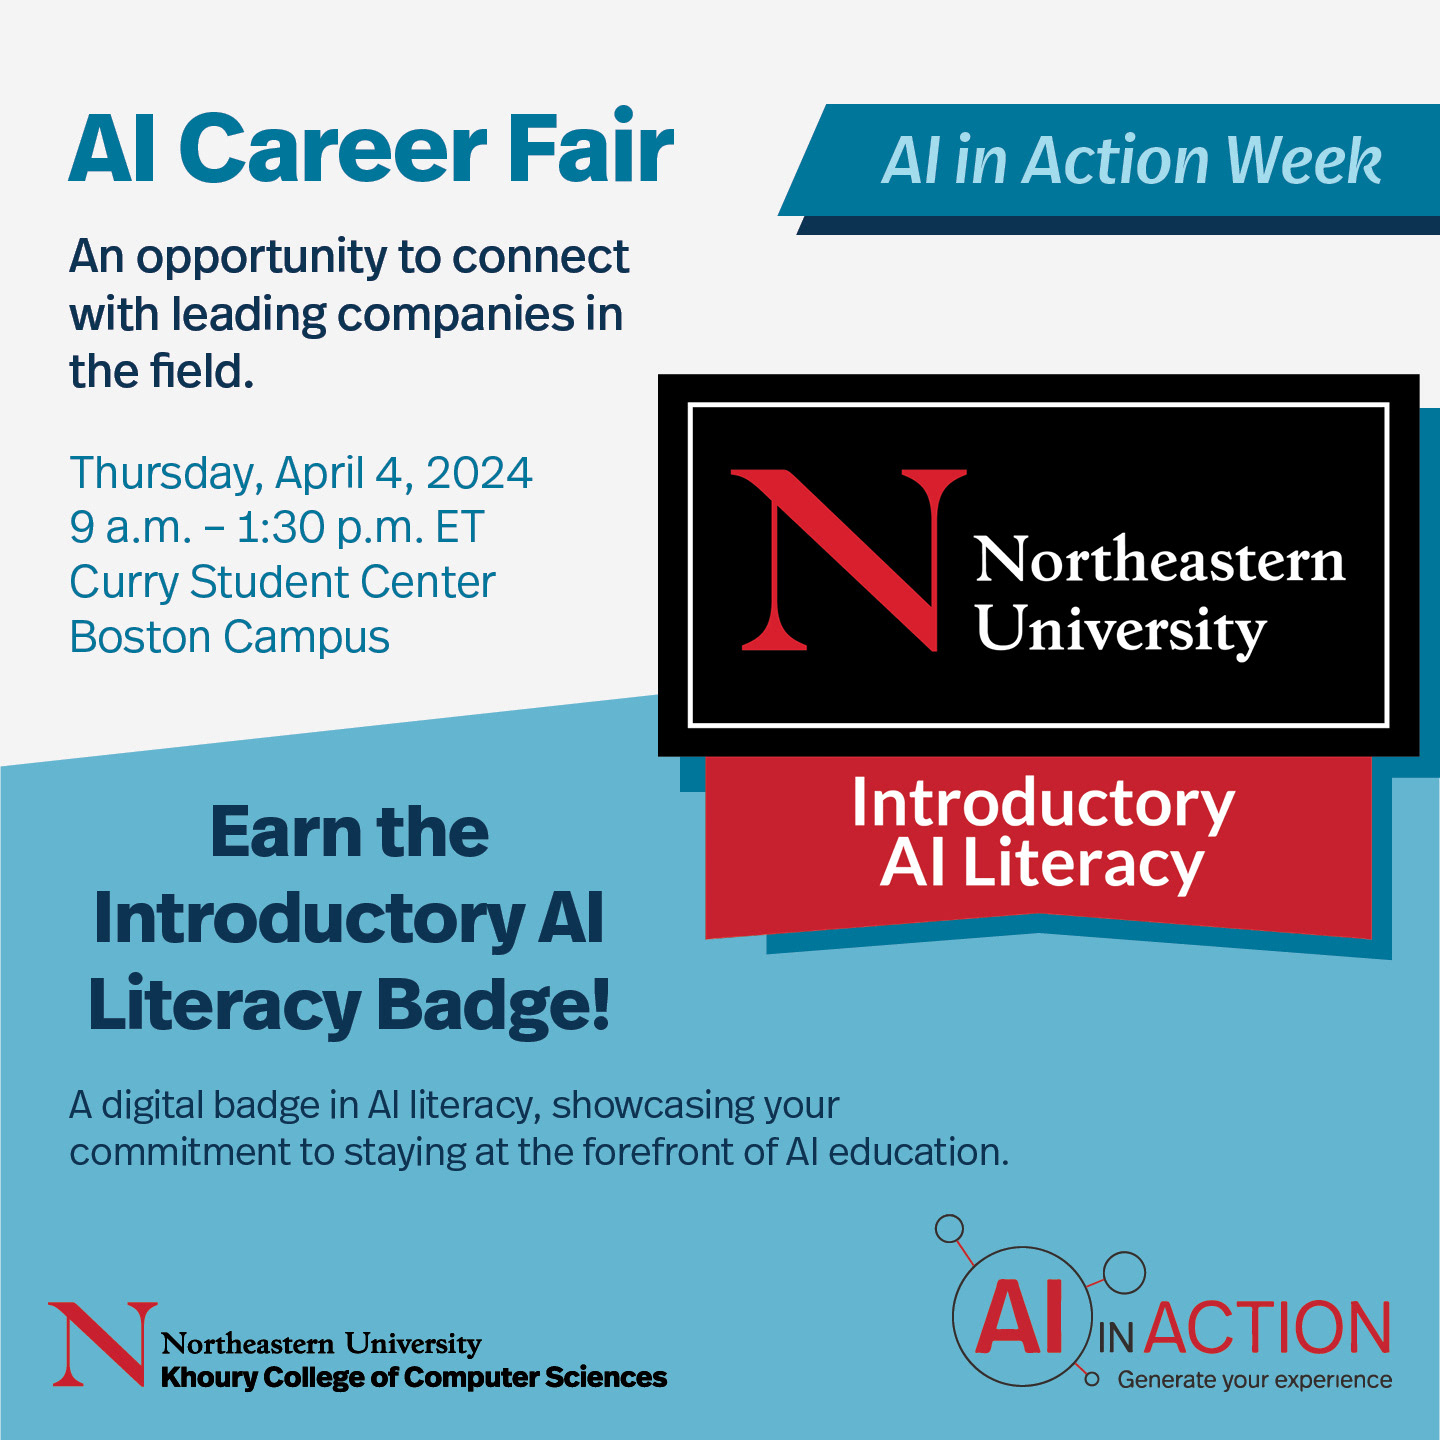 AI Career Fair
AI in Action Week
An opportunity to connect
with leading companies in
the field.
Thursday, April 4, 2024
9 a.m. – 1:30 p.m. ET
Curry Student Center
Boston Campus
N
Northeastern
University
Introductory
AI Literacy
Earn the
Introductory AI
Literacy Badge!
A digital badge in AI literacy, showcasing your
commitment to staying at the forefront of AI education.
N
Northeastern University
Khoury College of Computer Sciences
AI IN ACTION
Generate your experience